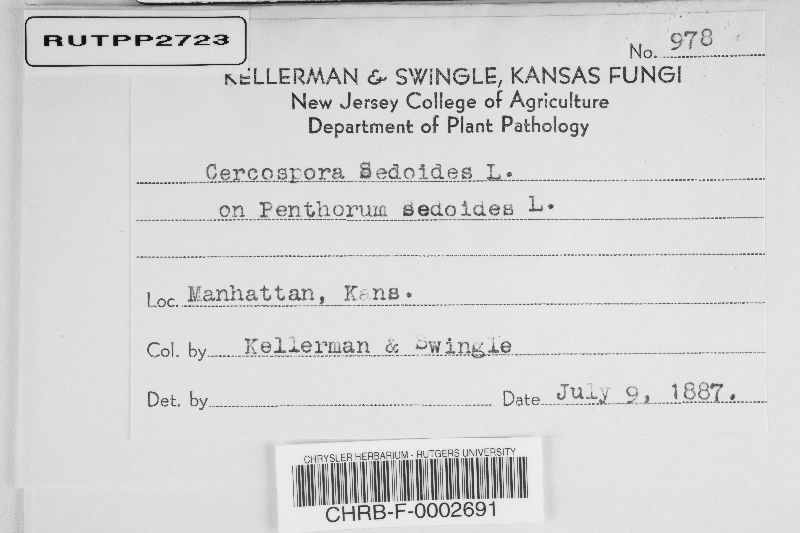 RUTPP2723
No. 978
KELLERMAN & SWINGLE, KANSAS FUNGI
New Jersey College of Agriculture
Department of Plant Pathology
Cercospora Sedoides L.
on Penthorum sedoides L.
Loc. Manhattan, Kans.
Col. by Kellerman & Swingle
Det. by Date July 9, 1887.
CHRYSLER HERBARIUM - RUTGERS UNIVERSITY
CHRB-F-0002691